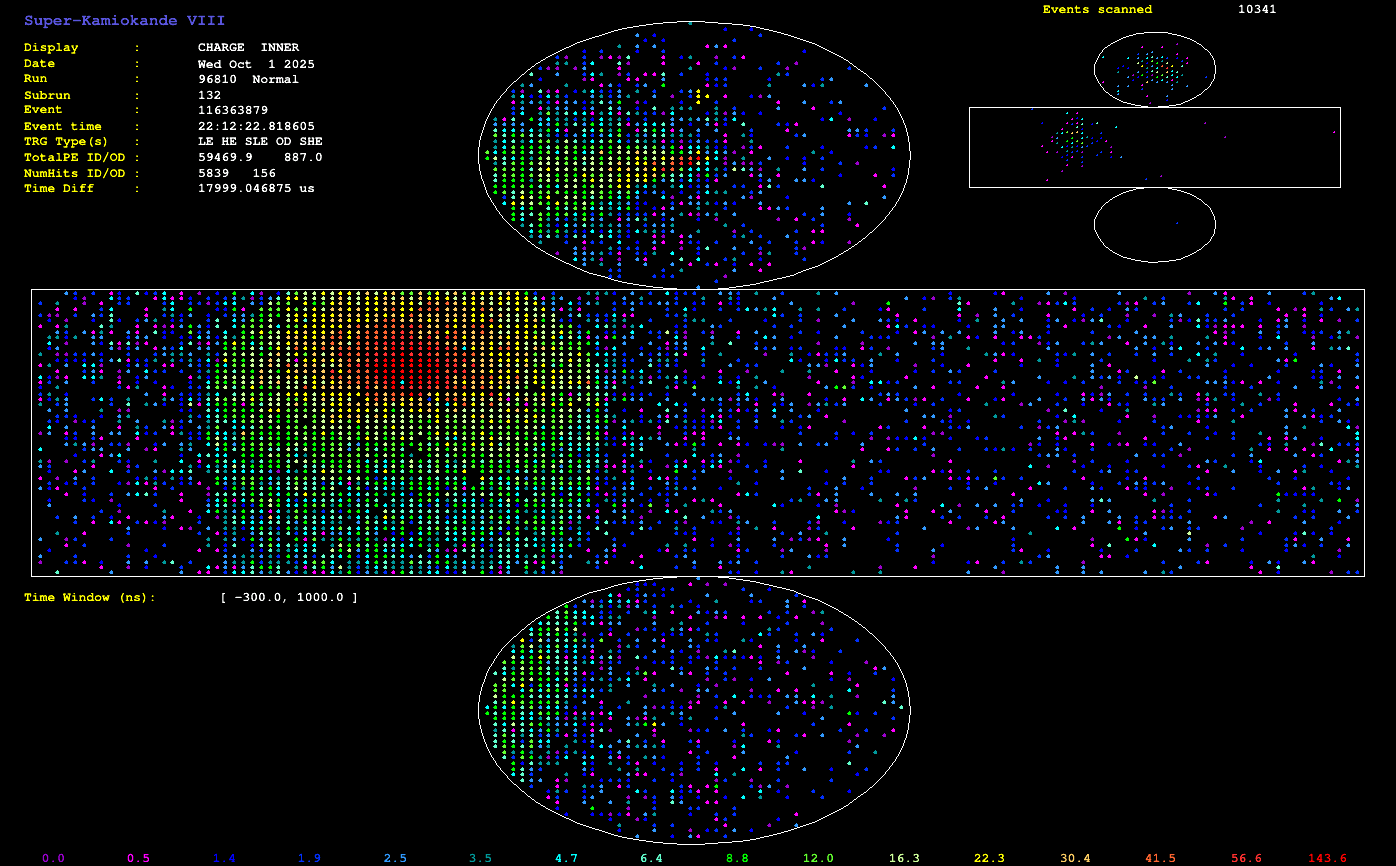 Super-Kamiokande VIII
Display : CHARGE INNER
Date : Wed Oct 1 2025
Run : 96810 Normal
Subrun : 132
Event : 116363879
Event time : 22:12:22.818605
TRG Type(s) : LE HE SLE OD SHE
TotalPE ID/OD : 59469.9 887.0
NumHits ID/OD : 5839 156
Time Diff : 17999.046875 us
Events scanned 10341
Time Window (ns): [ -300.0, 1000.0 ]
0.0 0.5 1.4 1.9 2.5 3.5 4.7 6.4 8.8 12.0 16.3 22.3 30.4 41.5 56.6 143.6